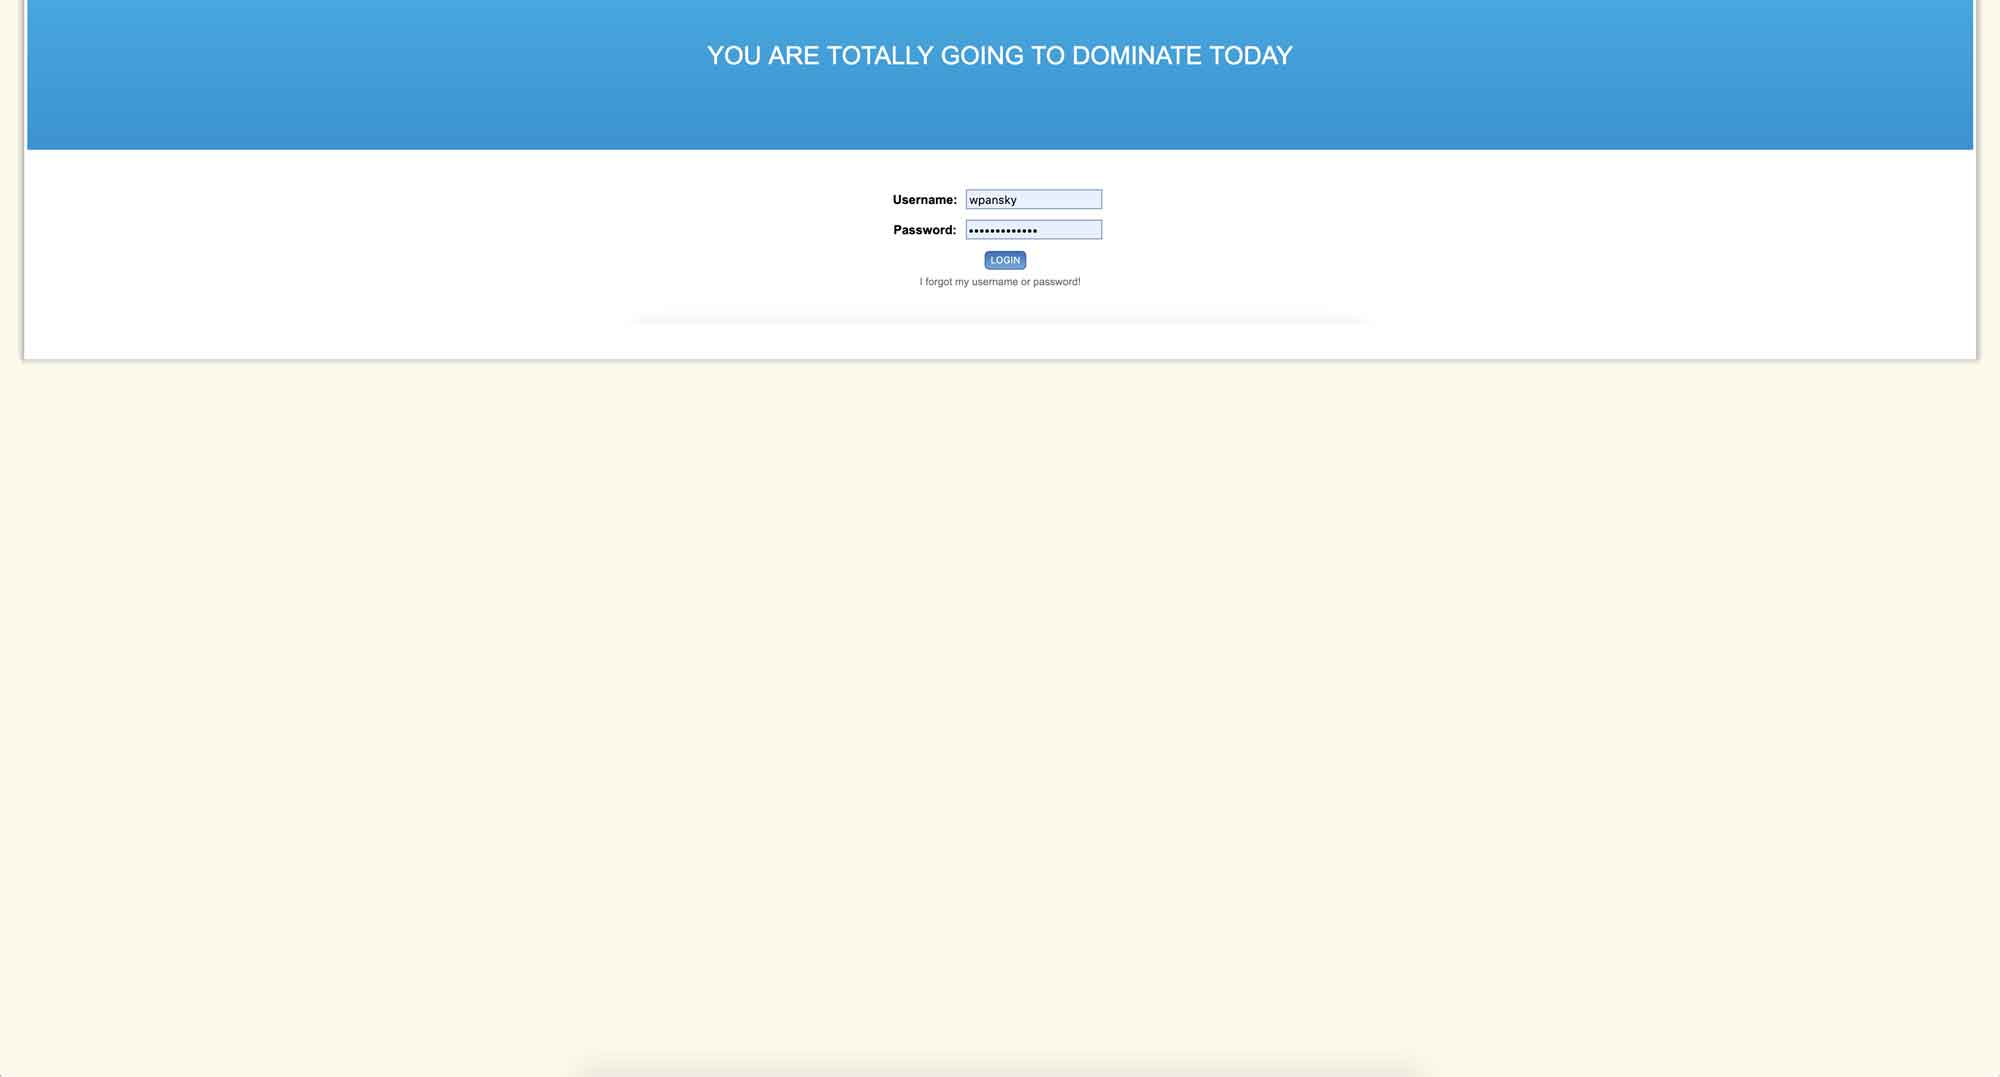 YOU ARE TOTALLY GOING TO DOMINATE TODAY
Username: wpansky
Password: •••••••••••••
LOGIN
I forgot my username or password!